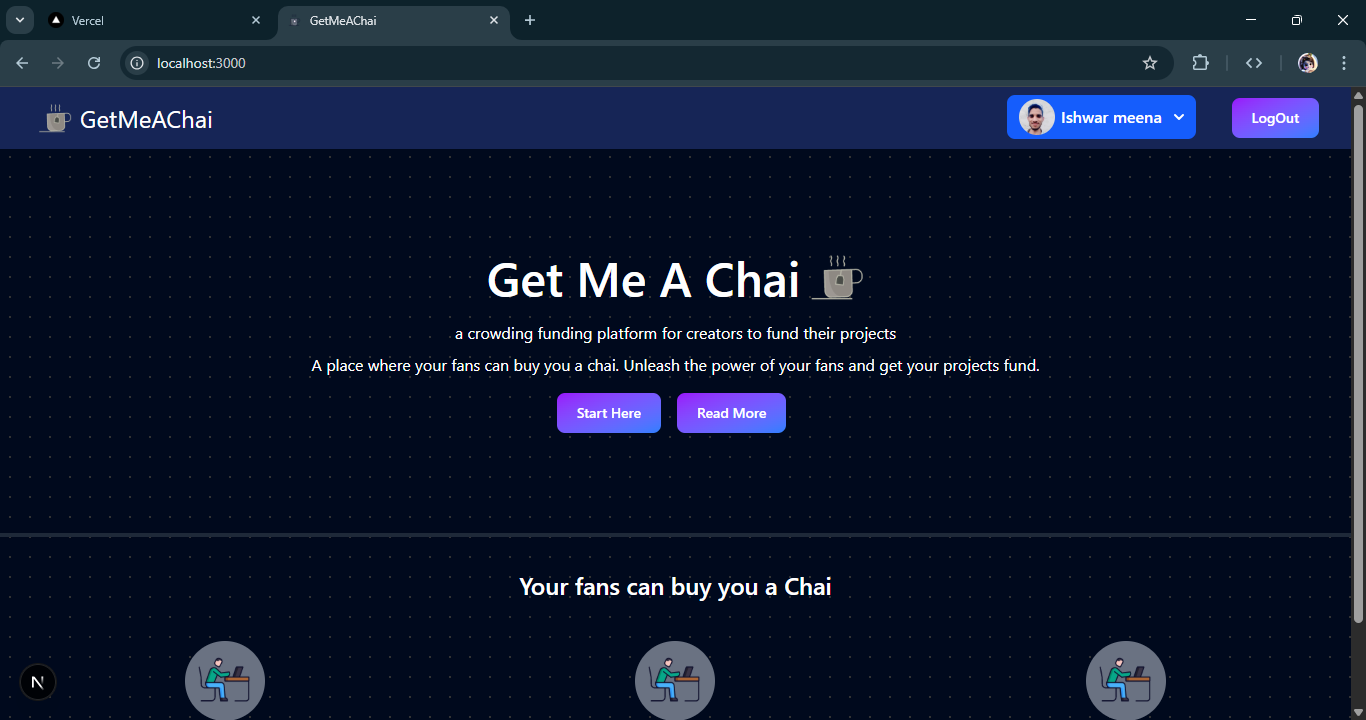 Vercel
GetMeAChai
localhost:3000
GetMeAChai
Ishwar meena
LogOut
Get Me A Chai
a crowding funding platform for creators to fund their projects
A place where your fans can buy you a chai. Unleash the power of your fans and get your projects fund.
Start Here
Read More
Your fans can buy you a Chai
N